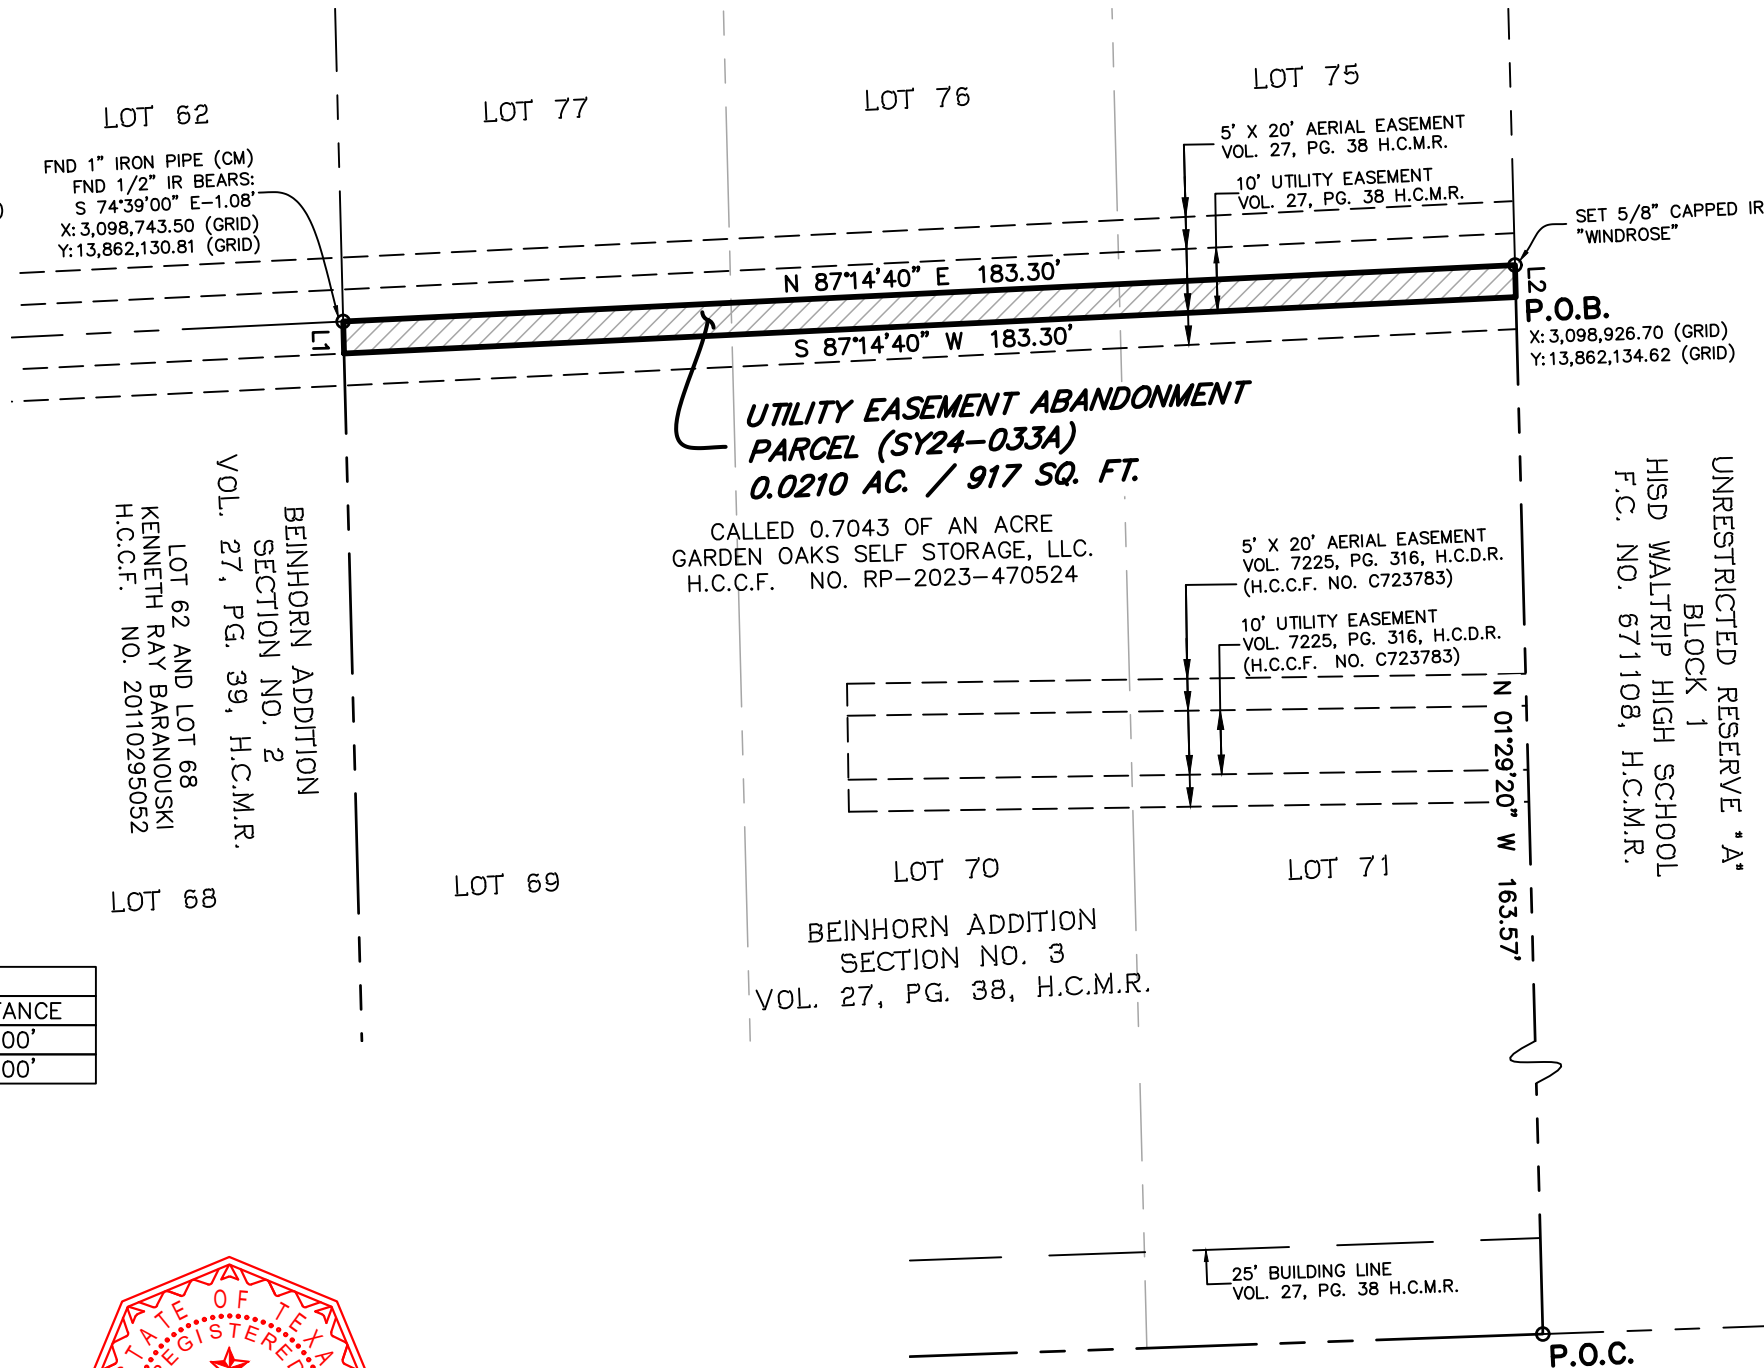 LOT 62
LOT 77
LOT 76
LOT 75
FND 1" IRON PIPE (CM)
FND 1/2" IR BEARS:
S 74°39'00" E-1.08'
X: 3,098,743.50 (GRID)
Y: 13,862,130.81 (GRID)
5' X 20' AERIAL EASEMENT
VOL. 27, PG. 38 H.C.M.R.
10' UTILITY EASEMENT
VOL. 27, PG. 38 H.C.M.R.
SET 5/8" CAPPED IR
"WINDROSE"
N 87°14'40" E 183.30'
S 87°14'40" W 183.30'
L1
L2
P.O.B.
X: 3,098,926.70 (GRID)
Y: 13,862,134.62 (GRID)
UTILITY EASEMENT ABANDONMENT
PARCEL (SY24-033A)
0.0210 AC. / 917 SQ. FT.
CALLED 0.7043 OF AN ACRE
GARDEN OAKS SELF STORAGE, LLC.
H.C.C.F. NO. RP-2023-470524
BEINHORN ADDITION
SECTION NO. 2
VOL. 27, PG. 39, H.C.M.R.
LOT 62 AND LOT 68
KENNETH RAY BARANOUSKI
H.C.C.F. NO. 20110295052
5' X 20' AERIAL EASEMENT
VOL. 7225, PG. 316, H.C.D.R.
(H.C.C.F. NO. C723783)
10' UTILITY EASEMENT
VOL. 7225, PG. 316, H.C.D.R.
(H.C.C.F. NO. C723783)
N 01°29'20" W 163.57'
UNRESTRICTED RESERVE "A"
BLOCK 1
HISD WALTRIP HIGH SCHOOL
F.C. NO. 671108, H.C.M.R.
LOT 68
LOT 69
LOT 70
LOT 71
BEINHORN ADDITION
SECTION NO. 3
VOL. 27, PG. 38, H.C.M.R.
TANCE
00'
00'
25' BUILDING LINE
VOL. 27, PG. 38 H.C.M.R.
P.O.C.
TATE OF TEXA
EGISTERED